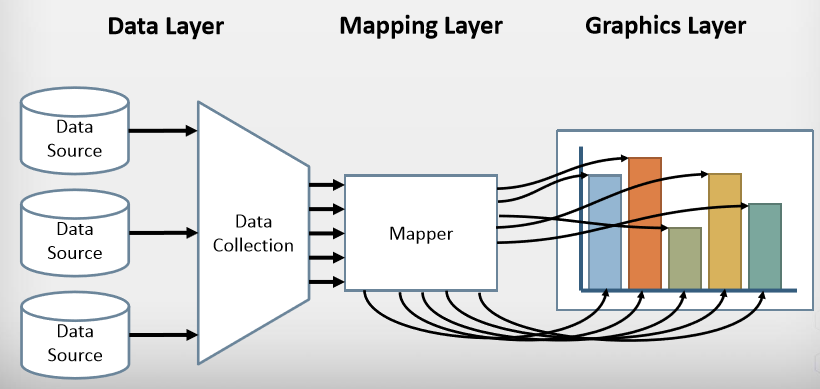 Data Layer
Mapping Layer
Graphics Layer
Data
Source
Data
Source
Data
Source
Data
Collection
Mapper